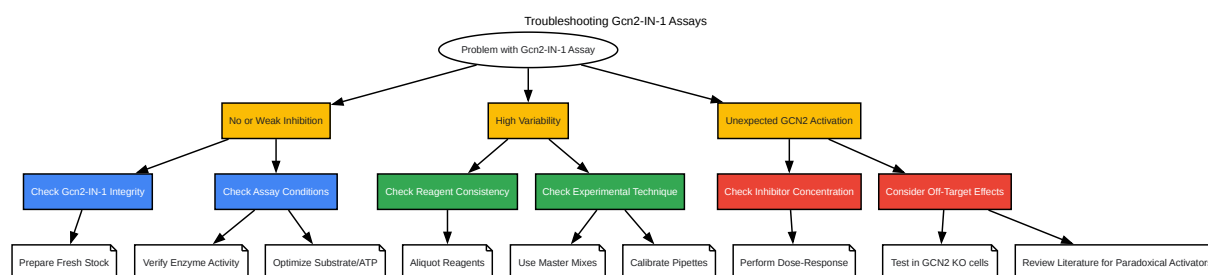 Troubleshooting Gcn2-IN-1 Assays
Problem with Gcn2-IN-1 Assay
No or Weak Inhibition
High Variability
Unexpected GCN2 Activation
Check Gcn2-IN-1 Integrity
Check Assay Conditions
Check Reagent Consistency
Check Experimental Technique
Check Inhibitor Concentration
Consider Off-Target Effects
Prepare Fresh Stock
Verify Enzyme Activity
Optimize Substrate/ATP
Aliquot Reagents
Use Master Mixes
Calibrate Pipettes
Perform Dose-Response
Test in GCN2 KO cells
Review Literature for Paradoxical Activators